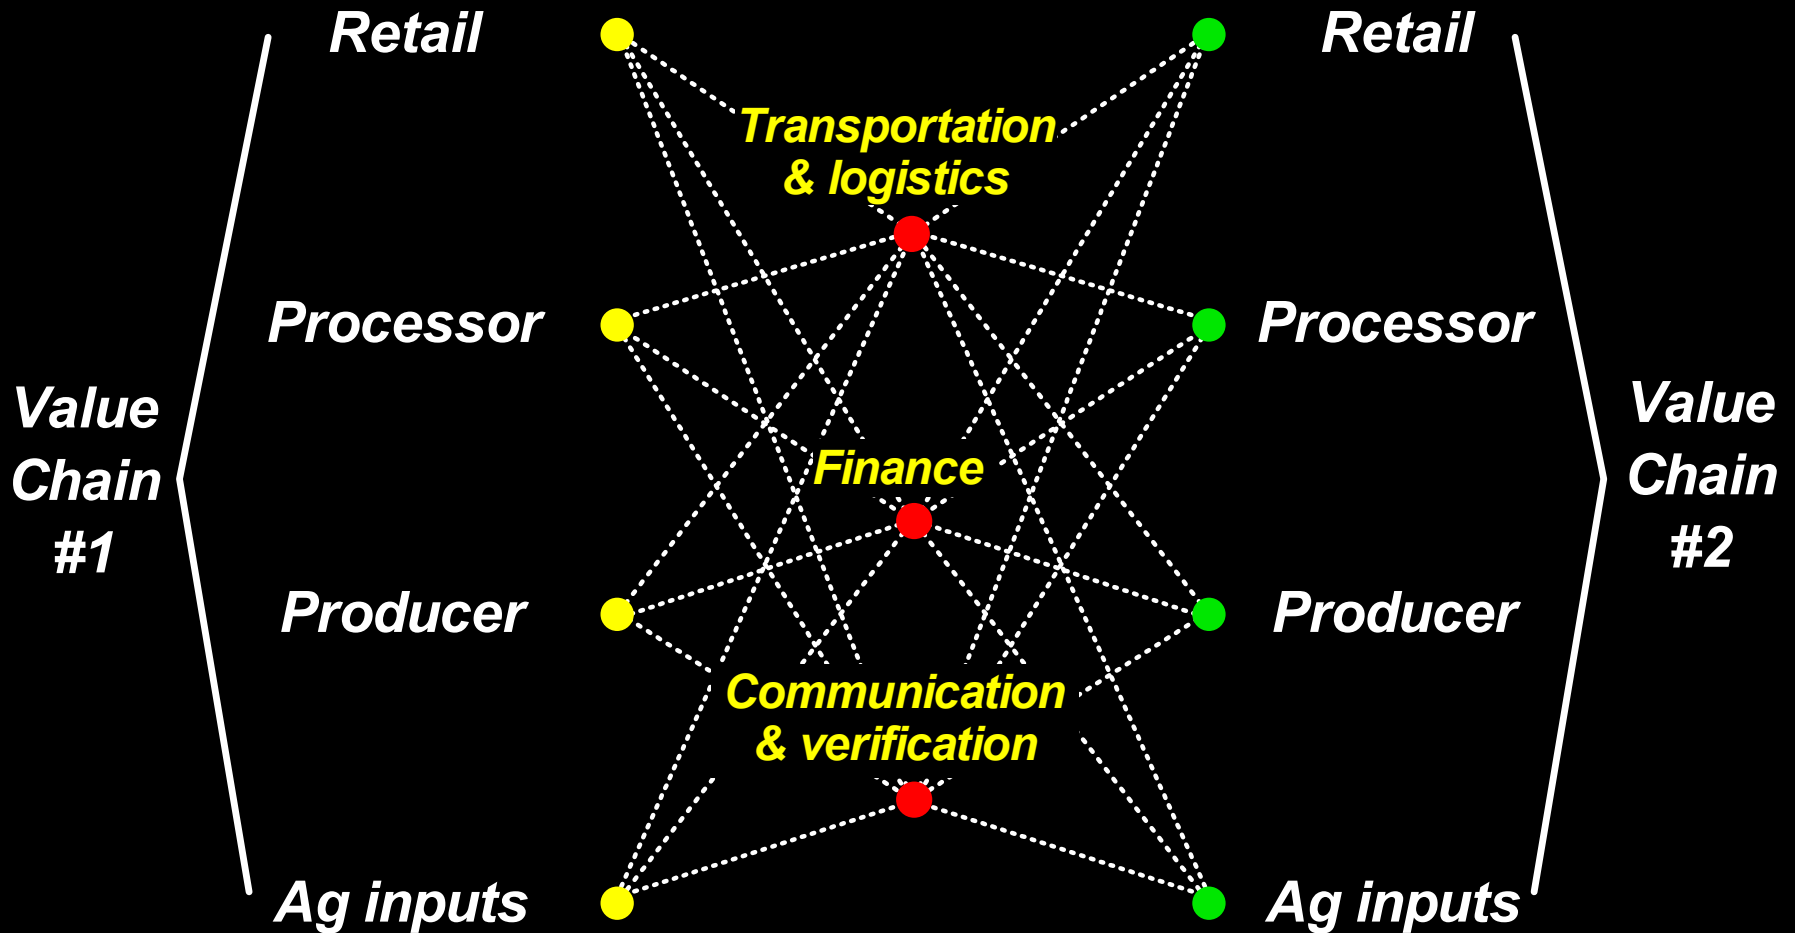 Retail
Retail
Transportation
& logistics
Processor
Processor
Value
Chain
#1
Value
Chain
#2
Finance
Producer
Producer
Communication
& verification
Ag inputs
Ag inputs